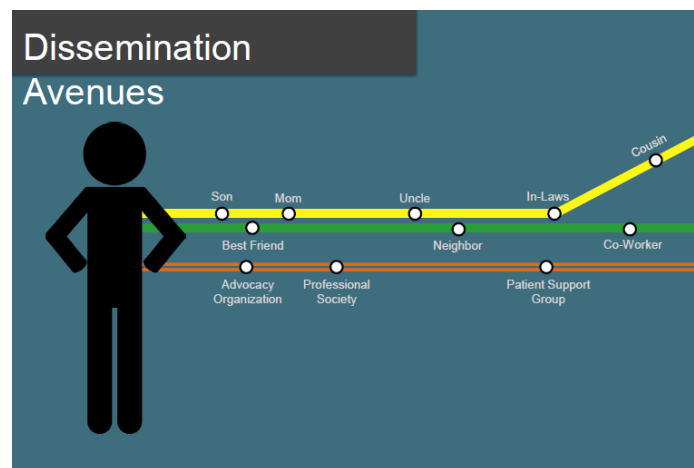 Dissemination
Avenues
Cousin
Son
Mom
Uncle
In-Laws
Best Friend
Neighbor
Co-Worker
Advocacy
Organization
Professional
Society
Patient Support
Group